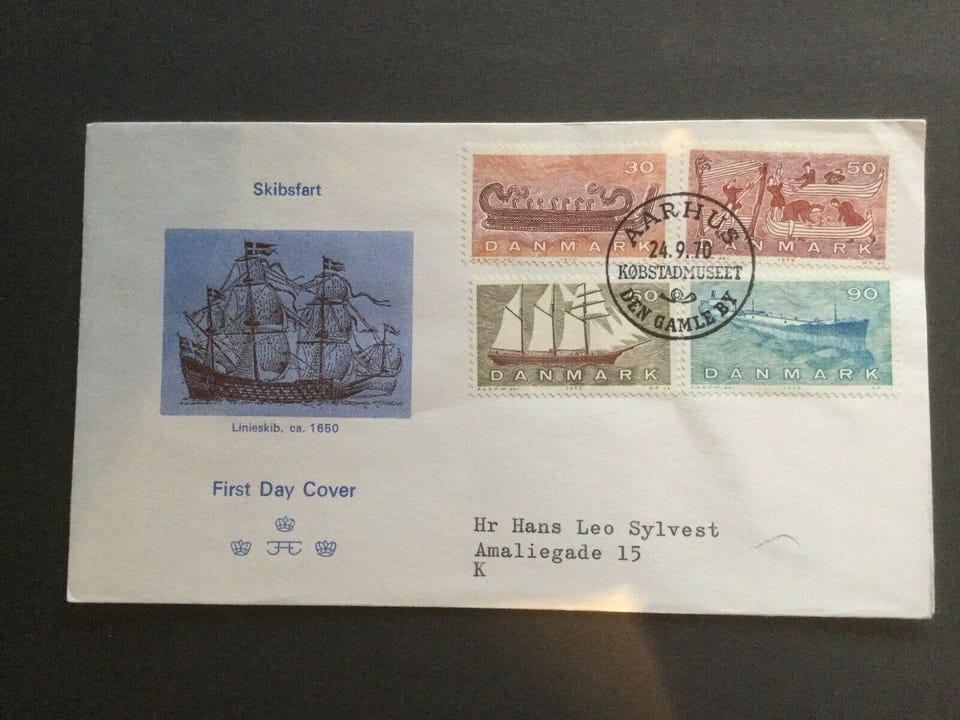 Skibsfart
Linieskib, ca. 1650
First Day Cover
30
DANMARK
50
DANMARK
DANMARK
90
DANMARK
AARHUS
24.9.70
KØBSTADMUSEET
DEN GAMLE BY
Hr Hans Leo Sylvest
Amaliegade 15
K